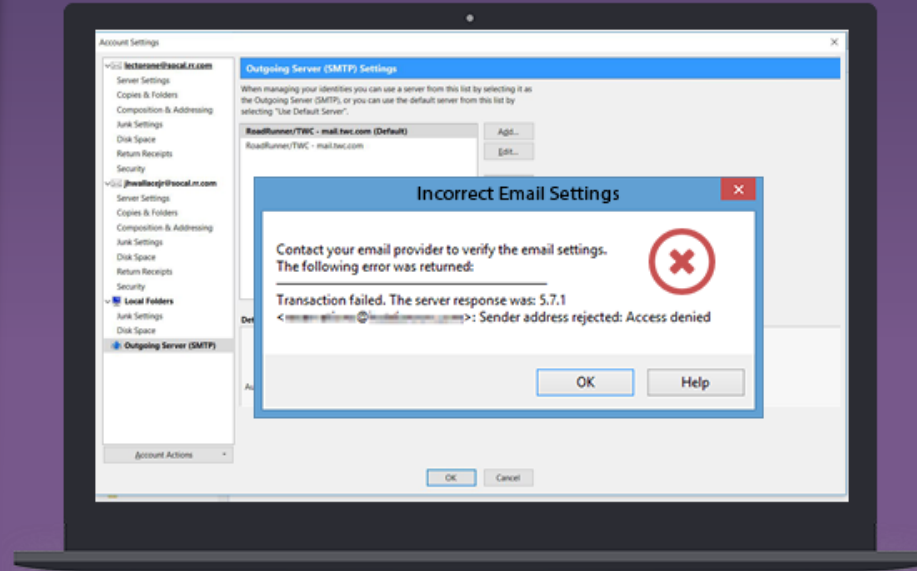 Account Settings
lectorone@socal.rr.com
Server Settings
Copies & Folders
Composition & Addressing
Junk Settings
Disk Space
Return Receipts
Security
jhwallacejr@socal.rr.com
Server Settings
Copies & Folders
Composition & Addressing
Junk Settings
Disk Space
Return Receipts
Security
Local Folders
Junk Settings
Disk Space
Outgoing Server (SMTP)
Account Actions
Outgoing Server (SMTP) Settings
When managing your identities you can use a server from this list by selecting it as
the Outgoing Server (SMTP), or you can use the default server from this list by
selecting "Use Default Server".
RoadRunner/TWC - mail.twc.com (Default)
RoadRunner/TWC - mail.twc.com
Add...
Edit...
Incorrect Email Settings
Contact your email provider to verify the email settings.
The following error was returned:
Transaction failed. The server response was: 5.7.1
< @ >: Sender address rejected: Access denied
OK
Help
OK
Cancel